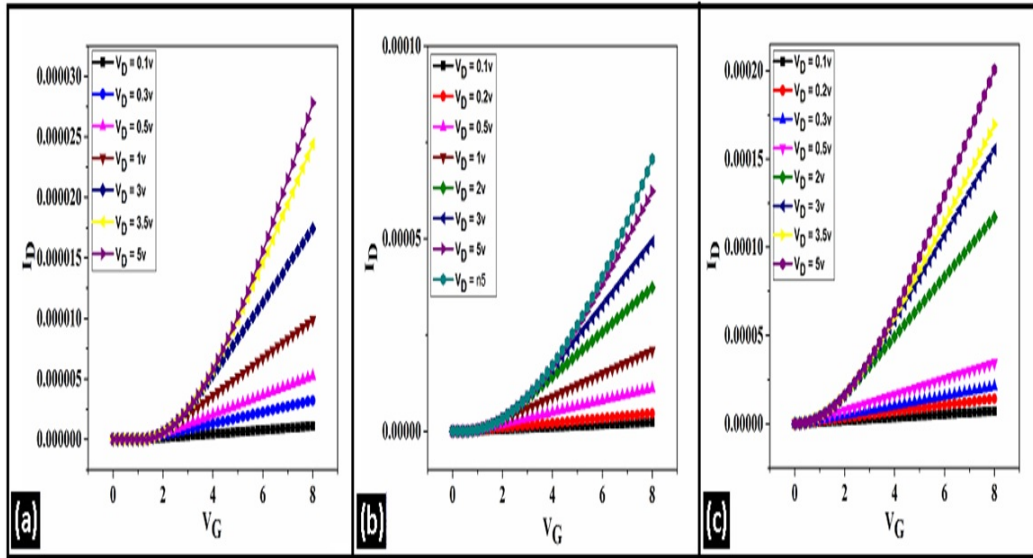 0.000030
0.000025
0.000020
0.000015
0.000010
0.000005
0.000000
I_D
V_D = 0.1v
V_D = 0.3v
V_D = 0.5v
V_D = 1v
V_D = 3v
V_D = 3.5v
V_D = 5v
0 2 4 6 8
V_G
(a)
0.00010
0.00005
0.00000
I_D
V_D = 0.1v
V_D = 0.2v
V_D = 0.5v
V_D = 1v
V_D = 2v
V_D = 3v
V_D = 5v
V_D = n5
0 2 4 6 8
V_G
(b)
0.00020
0.00015
0.00010
0.00005
0.00000
I_D
V_D = 0.1v
V_D = 0.2v
V_D = 0.3v
V_D = 0.5v
V_D = 2v
V_D = 3v
V_D = 3.5v
V_D = 5v
0 2 4 6 8
V_G
(c)